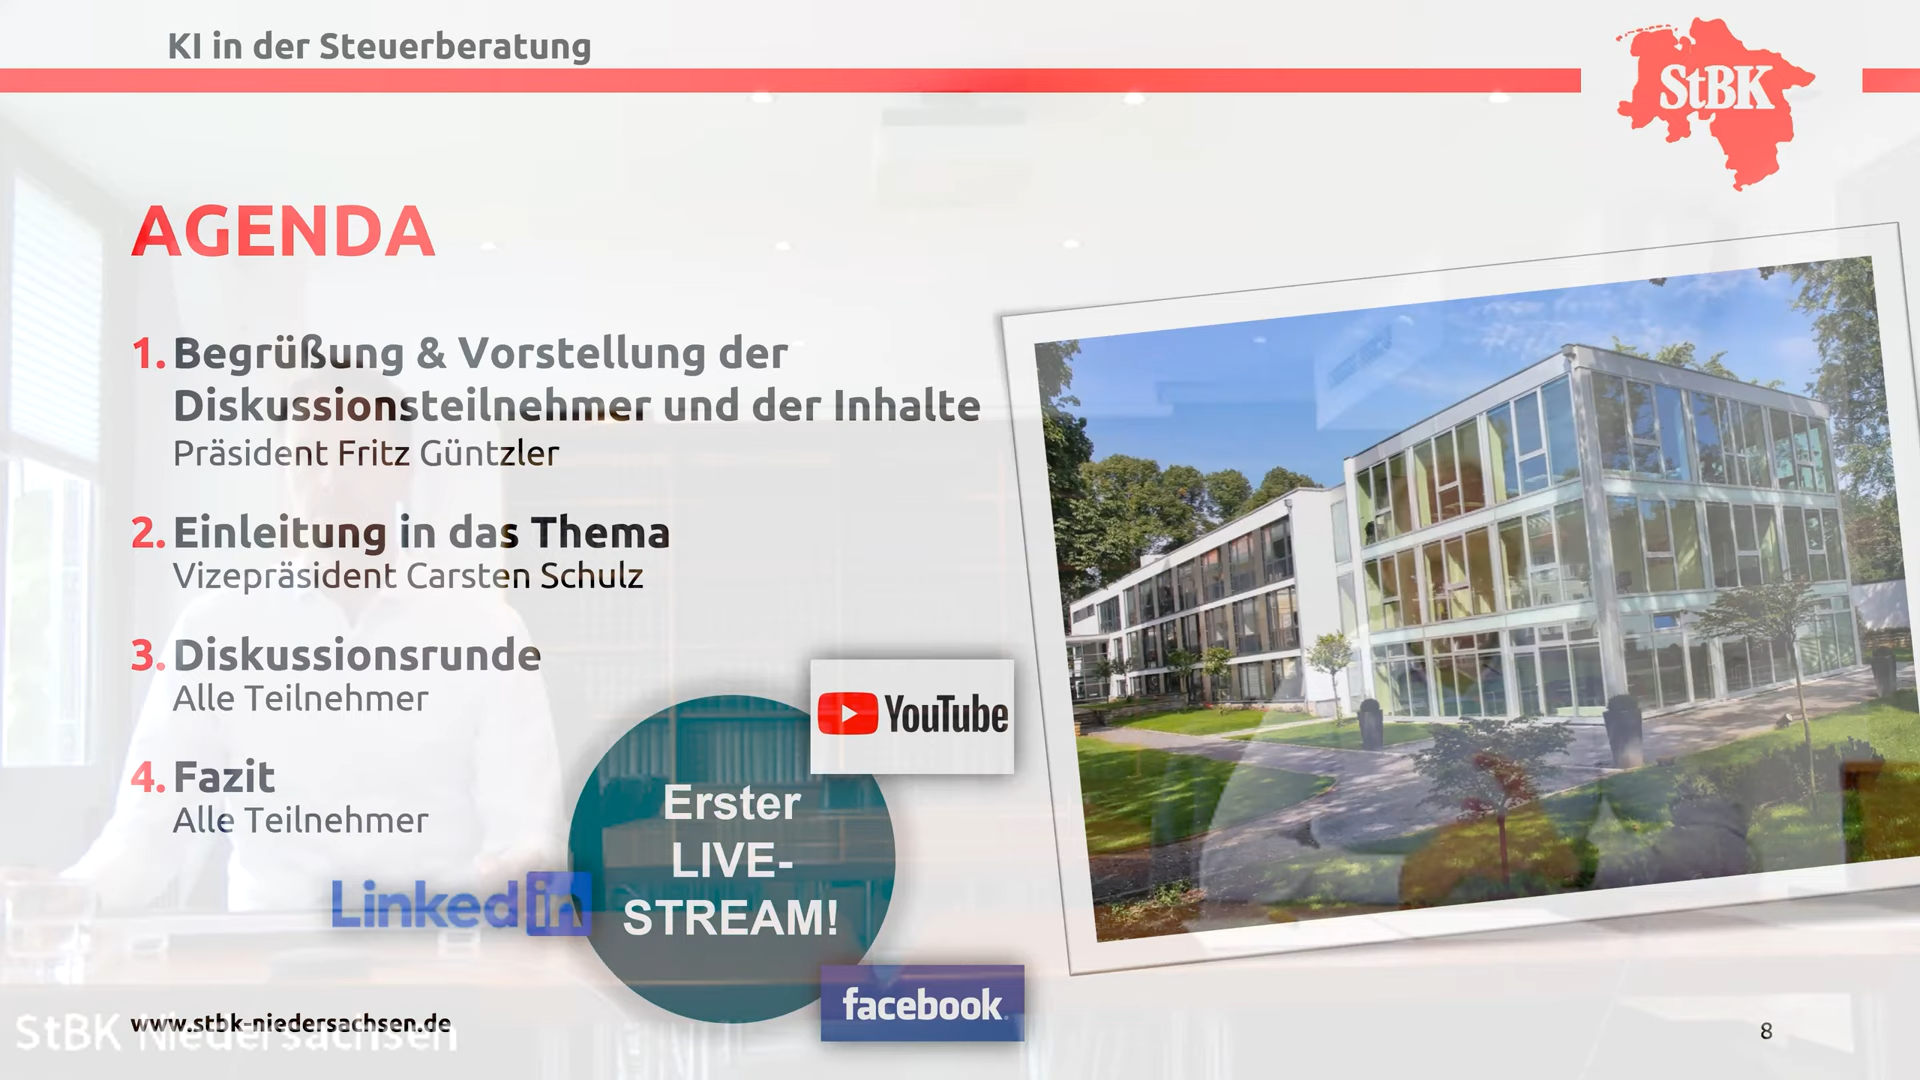 KI in der Steuerberatung
StBK
AGENDA
1. Begrüßung & Vorstellung der
Diskussionsteilnehmer und der Inhalte
Präsident Fritz Güntzler
2. Einleitung in das Thema
Vizepräsident Carsten Schulz
3. Diskussionsrunde
Alle Teilnehmer
4. Fazit
Alle Teilnehmer
YouTube
Erster
LIVE-
STREAM!
Linked in
facebook
www.stbk-niedersachsen.de
StBK Niedersachsen
8